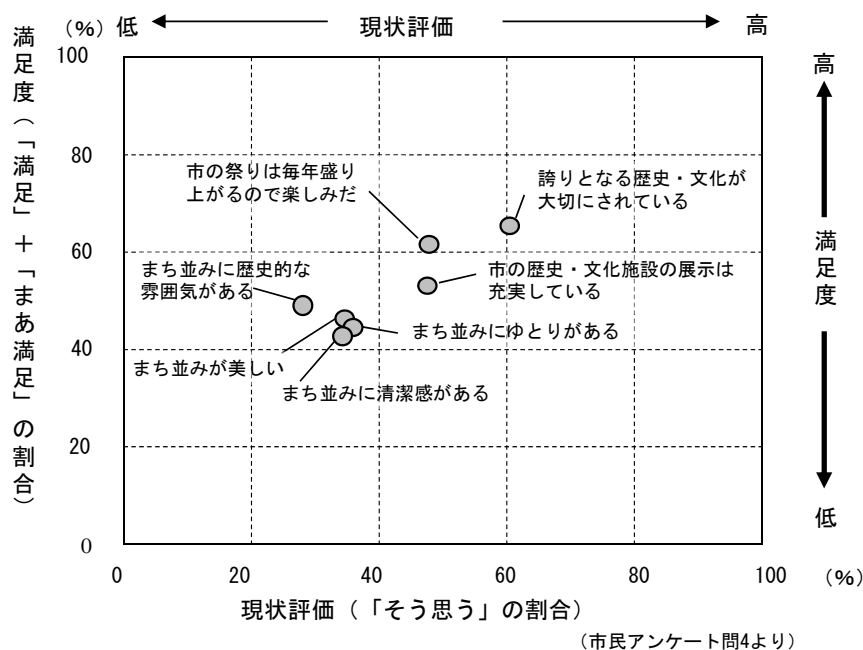 （%） 低 現状評価 高
満足度（「満足」＋「まあ満足」の割合）
100
80
60
40
20
0
市の祭りは毎年盛り
上がるので楽しみだ
誇りとなる歴史・文化が
大切にされている
まち並みに歴史的な
雰囲気がある
市の歴史・文化施設の展示は
充実している
まち並みにゆとりがある
まち並みが美しい
まち並みに清潔感がある
高
満足度
低
0 20 40 60 80 100 （%）
現状評価（「そう思う」の割合）
（市民アンケート問4より）